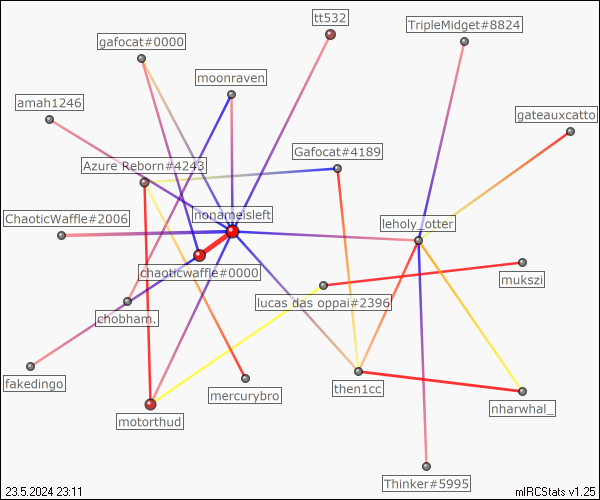 tt532
TripleMidget#8824
gafocat#0000
moonraven
amah1246
gateauxcatto
Gafocat#4189
Azure Reborn#4243
noname.isleft
ChaoticWaffle#2006
leholy_otter
chaoticwaffle#0000
mukszi
lucas das oppai#2396
chobham.
fakedingo
then1cc
mercurybro
nharwhal_
motorthud
Thinker#5995
23.5.2024 23:11
mIRCStats v1.25